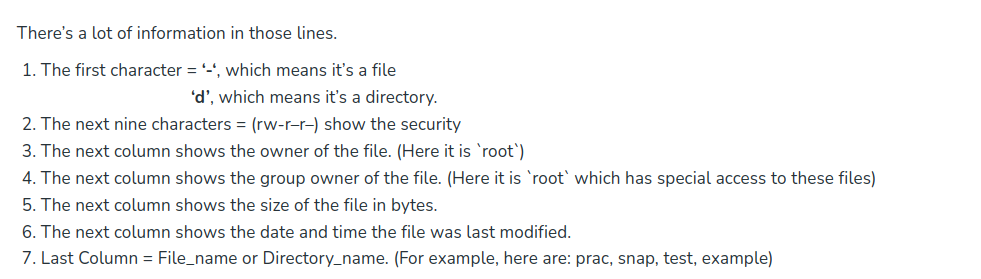 There's a lot of information in those lines.
1. The first character = ‘-‘, which means it's a file
‘d’, which means it's a directory.
2. The next nine characters = (rw-r–r–) show the security
3. The next column shows the owner of the file. (Here it is `root`)
4. The next column shows the group owner of the file. (Here it is `root` which has special access to these files)
5. The next column shows the size of the file in bytes.
6. The next column shows the date and time the file was last modified.
7. Last Column = File_name or Directory_name. (For example, here are: prac, snap, test, example)